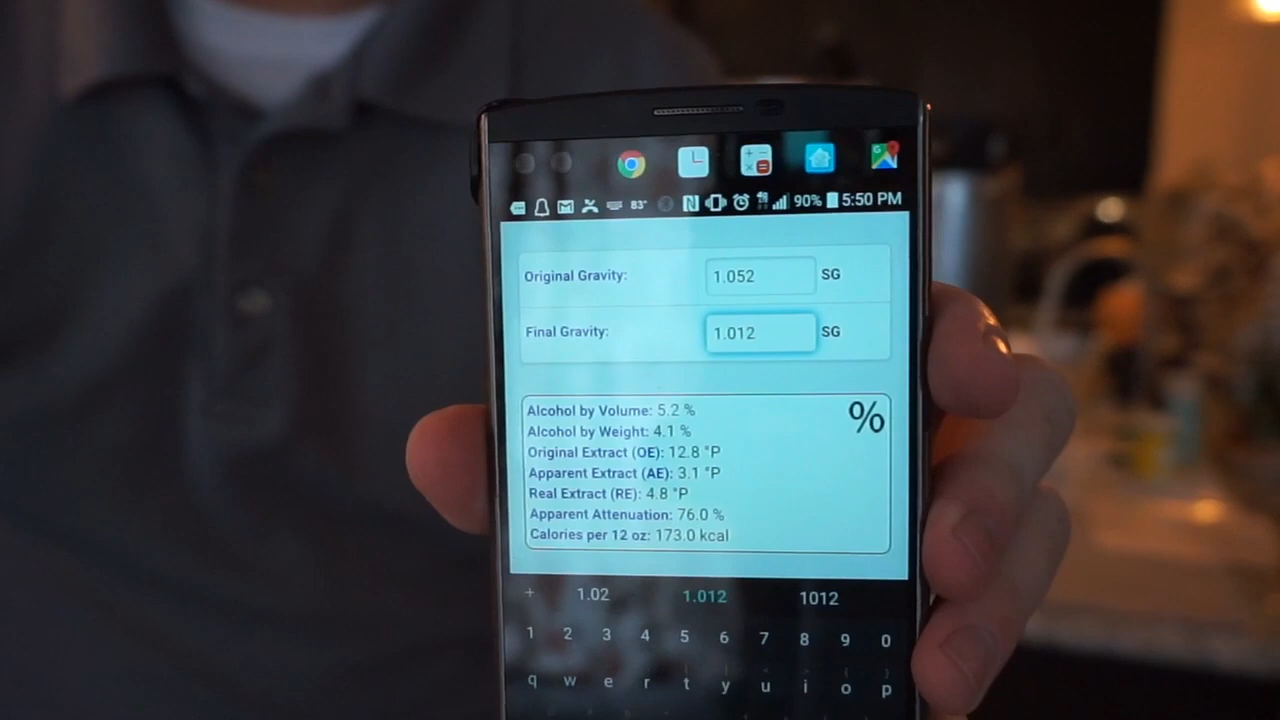 83° N 90% 5:50 PM
Original Gravity: 1.052 SG
Final Gravity: 1.012 SG
%
Alcohol by Volume: 5.2 %
Alcohol by Weight: 4.1 %
Original Extract (OE): 12.8 °P
Apparent Extract (AE): 3.1 °P
Real Extract (RE): 4.8 °P
Apparent Attenuation: 76.0 %
Calories per 12 oz: 173.0 kcal
+ 1.02 1.012 1012
1 2 3 4 5 6 7 8 9 0
q w e r t y u i o p